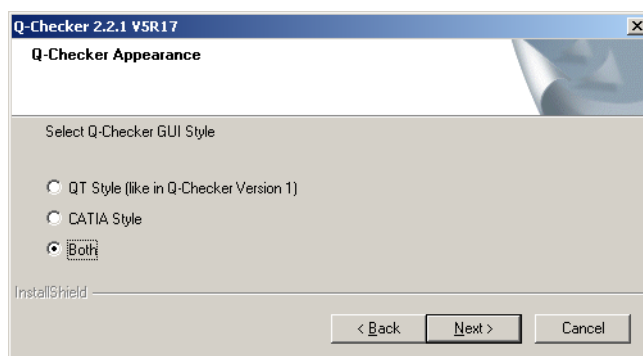 Q-Checker 2.2.1 V5R17
Q-Checker Appearance
Select Q-Checker GUI Style
QT Style (like in Q-Checker Version 1)
CATIA Style
Both
InstallShield
< Back Next > Cancel